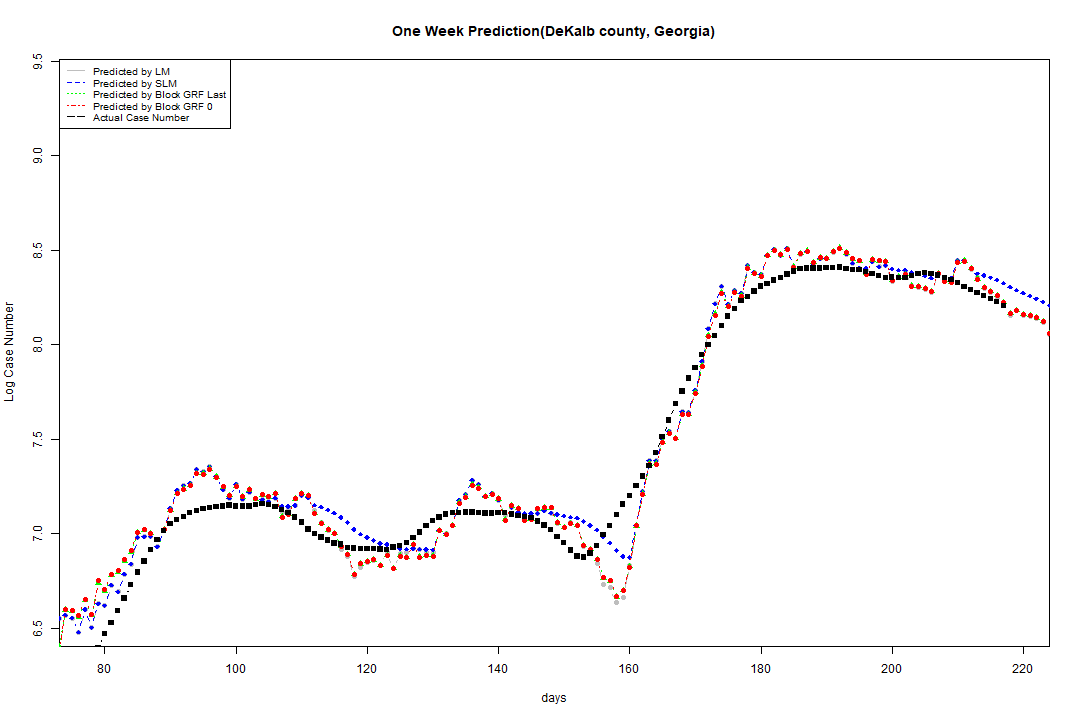 One Week Prediction(DeKalb county, Georgia)
Predicted by LM
Predicted by SLM
Predicted by Block GRF Last
Predicted by Block GRF 0
Actual Case Number
9.5
9.0
8.5
8.0
7.5
7.0
6.5
Log Case Number
80 100 120 140 160 180 200 220
days